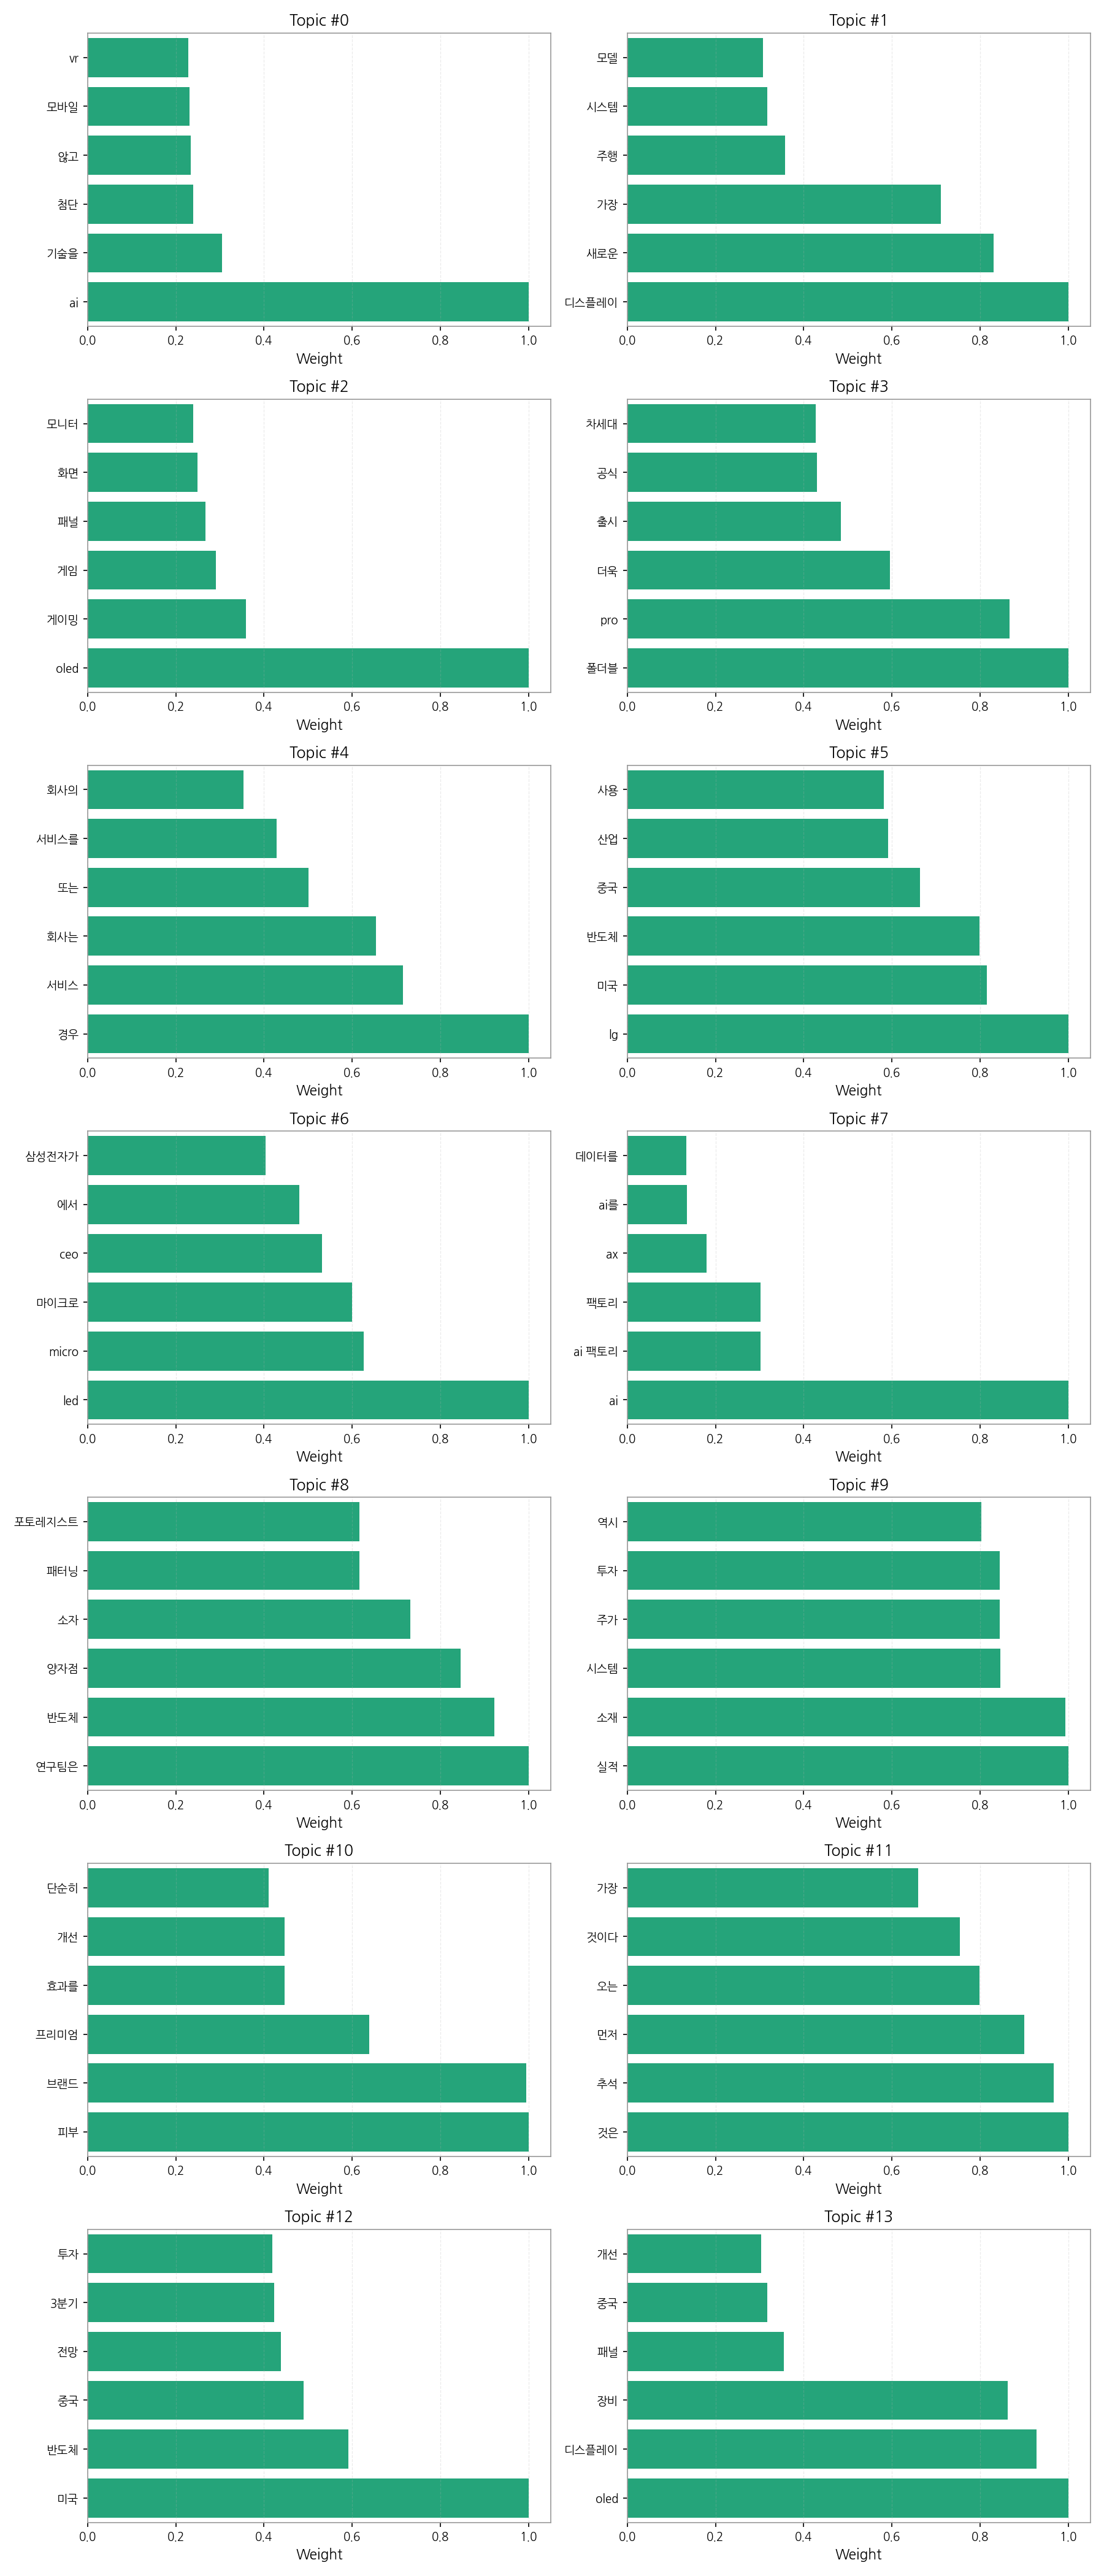 Topic #0
vr
모바일
않고
첨단
기술을
ai
0.0 0.2 0.4 0.6 0.8 1.0
Weight
Topic #1
모델
시스템
주행
가장
새로운
디스플레이
0.0 0.2 0.4 0.6 0.8 1.0
Weight
Topic #2
모니터
화면
패널
게임
게이밍
oled
0.0 0.2 0.4 0.6 0.8 1.0
Weight
Topic #3
차세대
공식
출시
더욱
pro
폴더블
0.0 0.2 0.4 0.6 0.8 1.0
Weight
Topic #4
회사의
서비스를
또는
회사는
서비스
경우
0.0 0.2 0.4 0.6 0.8 1.0
Weight
Topic #5
사용
산업
중국
반도체
미국
lg
0.0 0.2 0.4 0.6 0.8 1.0
Weight
Topic #6
삼성전자가
에서
ceo
마이크로
micro
led
0.0 0.2 0.4 0.6 0.8 1.0
Weight
Topic #7
데이터를
ai를
ax
팩토리
ai 팩토리
ai
0.0 0.2 0.4 0.6 0.8 1.0
Weight
Topic #8
포토레지스트
패터닝
소자
양자점
반도체
연구팀은
0.0 0.2 0.4 0.6 0.8 1.0
Weight
Topic #9
역시
투자
주가
시스템
소재
실적
0.0 0.2 0.4 0.6 0.8 1.0
Weight
Topic #10
단순히
개선
효과를
프리미엄
브랜드
피부
0.0 0.2 0.4 0.6 0.8 1.0
Weight
Topic #11
가장
것이다
오는
먼저
추석
것은
0.0 0.2 0.4 0.6 0.8 1.0
Weight
Topic #12
투자
3분기
전망
중국
반도체
미국
0.0 0.2 0.4 0.6 0.8 1.0
Weight
Topic #13
개선
중국
패널
장비
디스플레이
oled
0.0 0.2 0.4 0.6 0.8 1.0
Weight